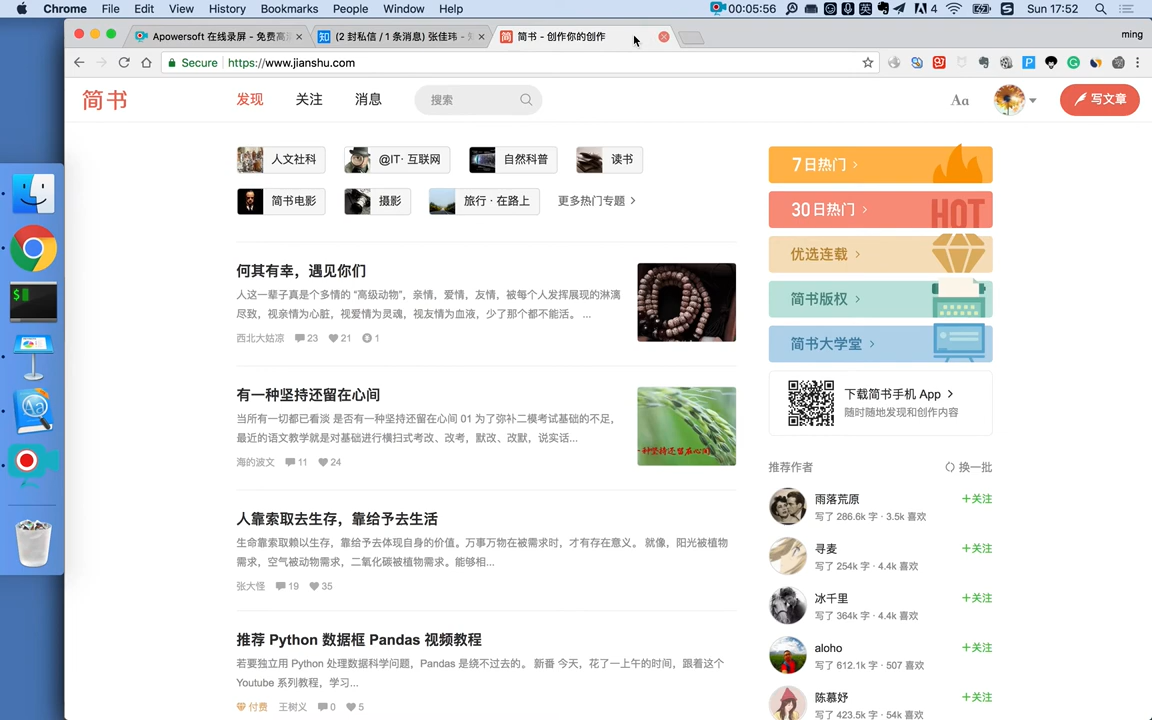 Chrome File Edit View History Bookmarks People Window Help 00:05:56 英 4 Sun 17:52
Apowersoft 在线录屏 - 免费高 (2 封私信 / 1 条消息) 张佳玮 - 简书 - 创作你的创作 ming
Secure https://www.jianshu.com
简书 发现 关注 消息 搜索 Aa 写文章
人文社科 @IT· 互联网 自然科普 读书
简书电影 摄影 旅行 · 在路上 更多热门专题 >
何其有幸，遇见你们
人这一辈子真是个多情的 “高级动物”，亲情，爱情，友情，被每个人发挥展现的淋漓
尽致，视亲情为心脏，视爱情为灵魂，视友情为血液，少了那个都不能活。 ...
西北大姑凉 23 21 1
有一种坚持还留在心间
当所有一切都已看淡 是否有一种坚持还留在心间 01 为了弥补二模考试基础的不足，
最近的语文教学就是对基础进行横扫式考改、改考，默改、改默，说实话...
海的波文 11 24
一种坚持还留在心间
人靠索取去生存，靠给予去生活
生命靠索取赖以生存，靠给予去体现自身的价值。万事万物在被需求时，才有存在意义。 就像，阳光被植物
需求，空气被动物需求，二氧化碳被植物需求。能够相...
张大怪 19 35
推荐 Python 数据框 Pandas 视频教程
若要独立用 Python 处理数据科学问题，Pandas 是绕不过去的。 新番 今天，花了一上午的时间，跟着这个
Youtube 系列教程，学习...
付费 王树义 0 5
7日热门 >
30日热门 > HOT
优选连载 >
简书版权 >
简书大学堂 >
下载简书手机 App >
随时随地发现和创作内容
推荐作者 换一批
雨落荒原 +关注
写了 286.6k 字 · 3.5k 喜欢
寻麦 +关注
写了 254k 字 · 4.4k 喜欢
冰千里 +关注
写了 364k 字 · 4.4k 喜欢
aloho +关注
写了 612.1k 字 · 507 喜欢
陈慕妤 +关注
写了 423.5k 字 · 54k 喜欢